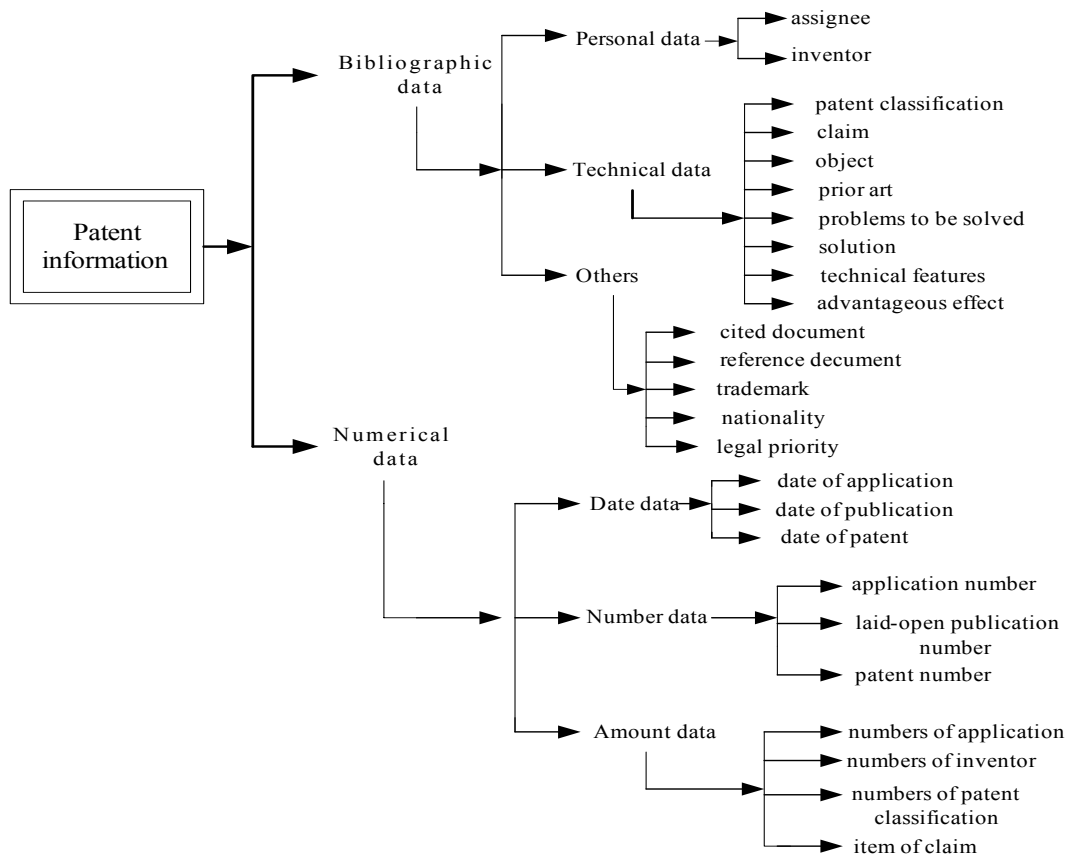 Patent
information
Bibliographic
data
Personal data
assignee
inventor
Technical data
patent classification
claim
object
prior art
problems to be solved
solution
technical features
advantageous effect
Others
cited document
reference decument
trademark
nationality
legal priority
Numerical
data
Date data
date of application
date of publication
date of patent
Number data
application number
laid-open publication
number
patent number
Amount data
numbers of application
numbers of inventor
numbers of patent
classification
item of claim